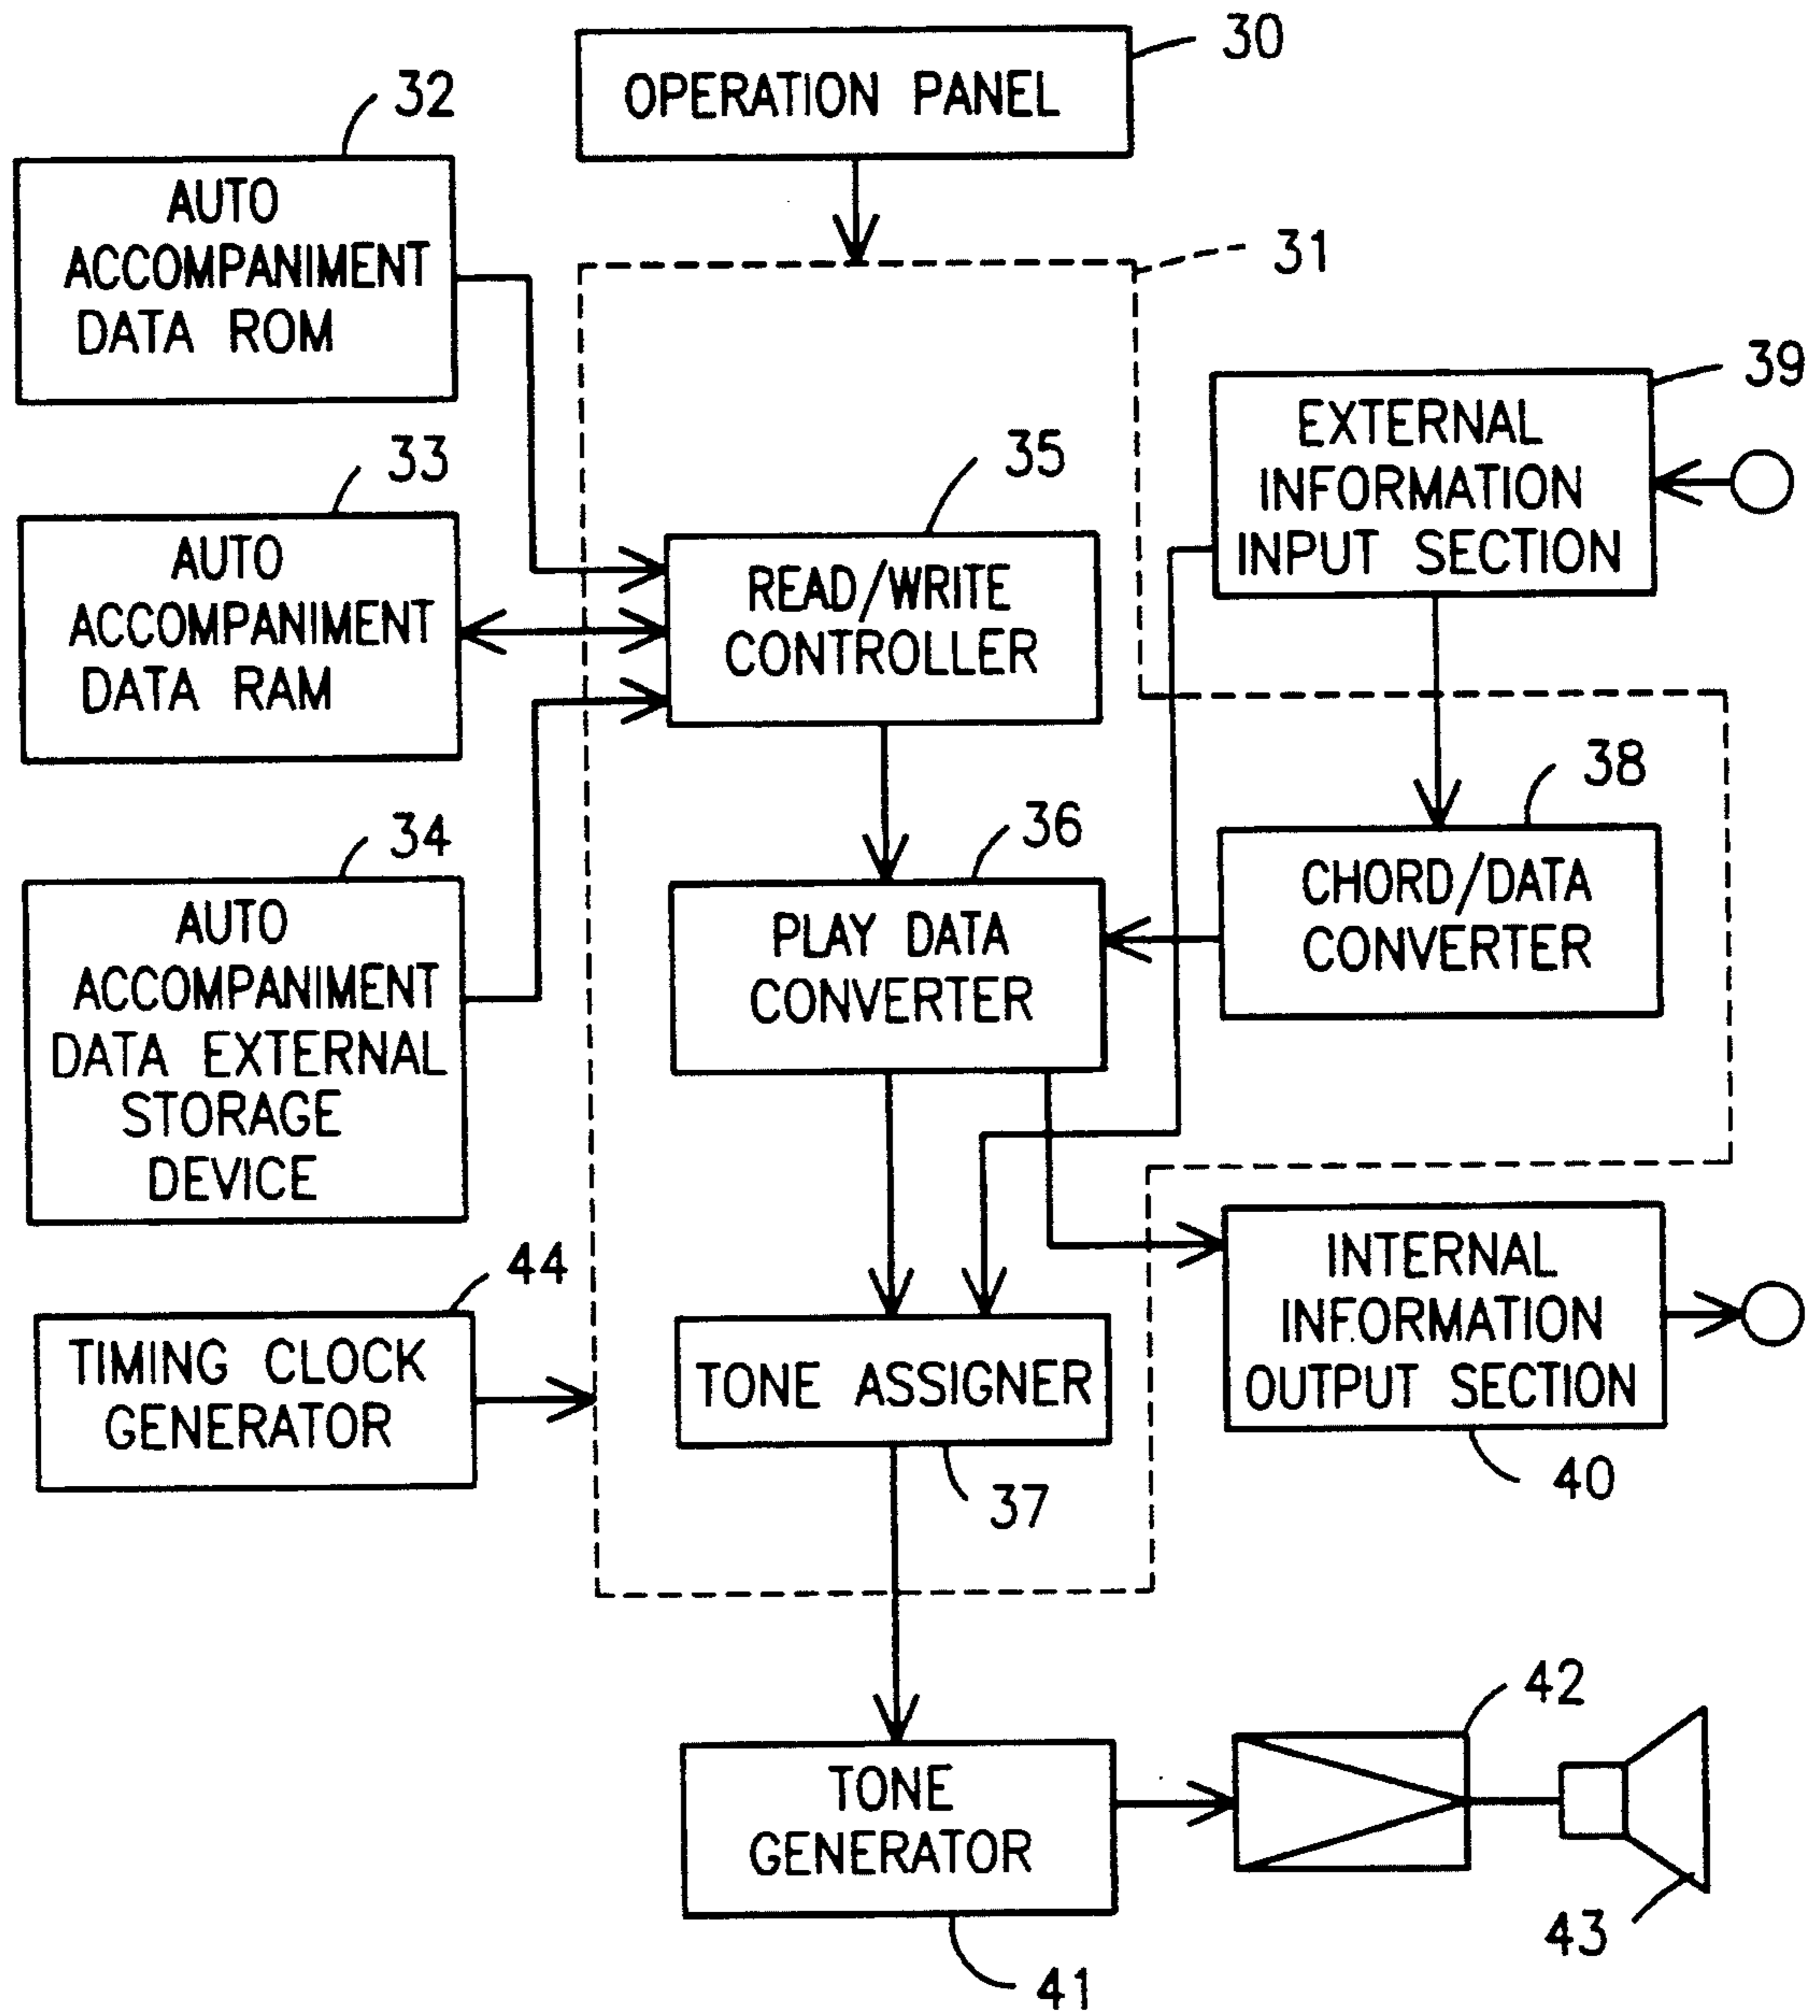 30
OPERATION PANEL
32
AUTO
ACCOMPANIMENT
DATA ROM
31
39
EXTERNAL
INFORMATION
INPUT SECTION
33
AUTO
ACCOMPANIMENT
DATA RAM
35
READ/WRITE
CONTROLLER
38
CHORD/DATA
CONVERTER
34
AUTO
ACCOMPANIMENT
DATA EXTERNAL
STORAGE
DEVICE
36
PLAY DATA
CONVERTER
44
TIMING CLOCK
GENERATOR
TONE ASSIGNER
37
INTERNAL
INFORMATION
OUTPUT SECTION
40
TONE
GENERATOR
41
42
43